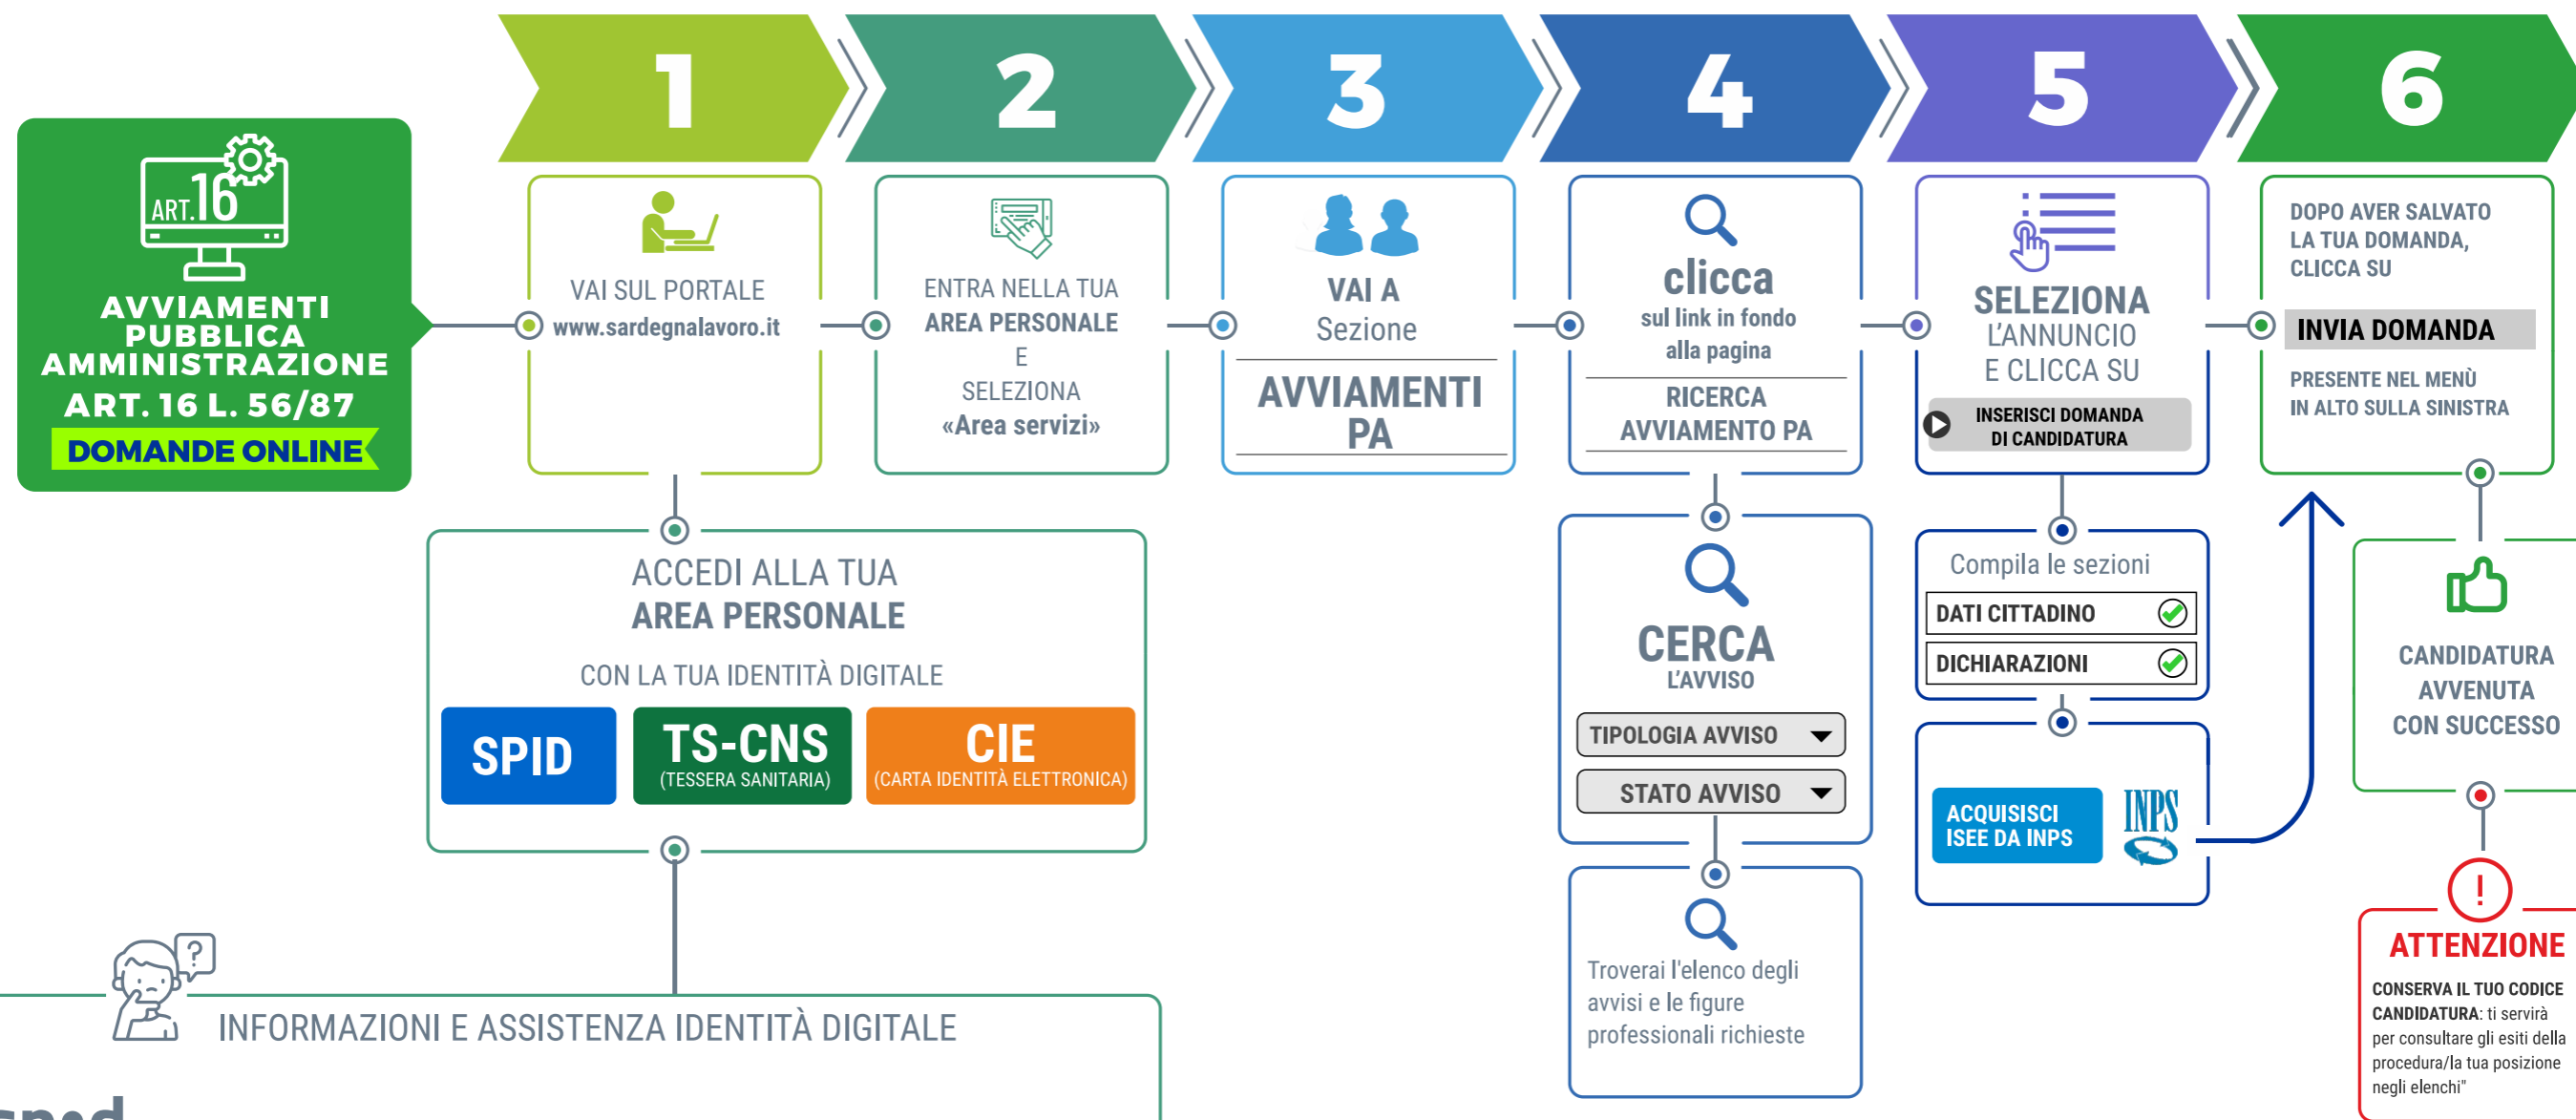 ART.16
AVVIAMENTI
PUBBLICA
AMMINISTRAZIONE
ART. 16 L. 56/87
DOMANDE ONLINE
1
VAI SUL PORTALE
www.sardegnalavoro.it
ACCEDI ALLA TUA
AREA PERSONALE
CON LA TUA IDENTITÀ DIGITALE
SPID
TS-CNS
(TESSERA SANITARIA)
CIE
(CARTA IDENTITÀ ELETTRONICA)
?
INFORMAZIONI E ASSISTENZA IDENTITÀ DIGITALE
2
ENTRA NELLA TUA
AREA PERSONALE
E
SELEZIONA
«Area servizi»
3
VAI A
Sezione
AVVIAMENTI
PA
4
clicca
sul link in fondo
alla pagina
RICERCA
AVVIAMENTO PA
CERCA
L'AVVISO
TIPOLOGIA AVVISO
STATO AVVISO
Troverai l'elenco degli
avvisi e le figure
professionali richieste
5
SELEZIONA
L'ANNUNCIO
E CLICCA SU
INSERISCI DOMANDA
DI CANDIDATURA
Compila le sezioni
DATI CITTADINO
DICHIARAZIONI
ACQUISISCI
ISEE DA INPS
INPS
6
DOPO AVER SALVATO
LA TUA DOMANDA,
CLICCA SU
INVIA DOMANDA
PRESENTE NEL MENÙ
IN ALTO SULLA SINISTRA
CANDIDATURA
AVVENUTA
CON SUCCESSO
!
ATTENZIONE
CONSERVA IL TUO CODICE
CANDIDATURA: ti servirà
per consultare gli esiti della
procedura/la tua posizione
negli elenchi"